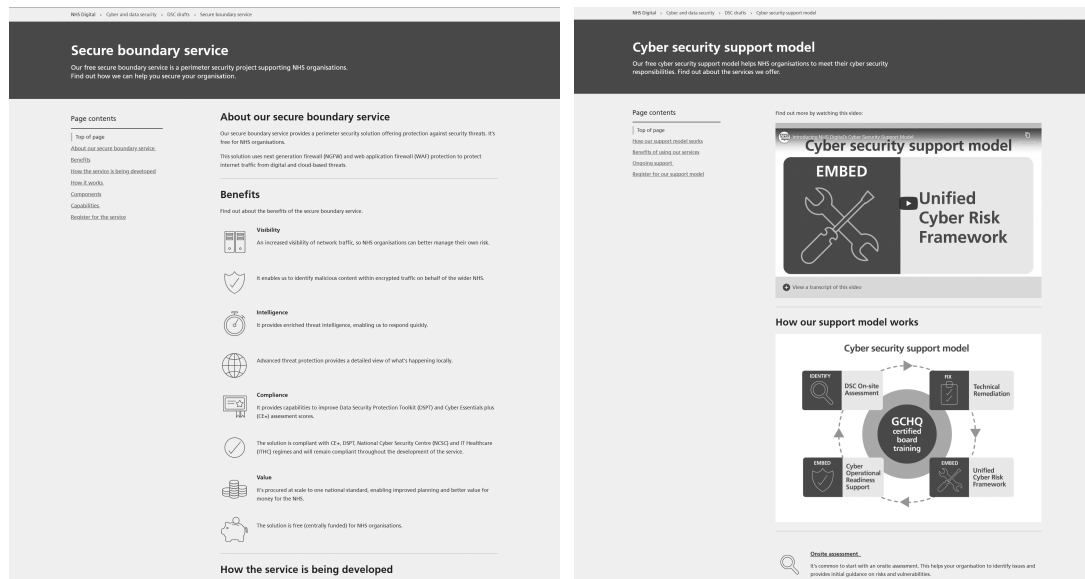 NHS Digital › Cyber and data security › DSC drafts › Secure boundary service
Secure boundary service
Our free secure boundary service is a perimeter security project supporting NHS organisations.
Find out how we can help you secure your organisation.
Page contents
Top of page
About our secure boundary service
Benefits
How the service is being developed
How it works
Components
Capabilities
Register for the service
About our secure boundary service
Our secure boundary service provides a perimeter security solution offering protection against security threats. It's
free for NHS organisations.
This solution uses next generation firewall (NGFW) and web application firewall (WAF) protection to protect
internet traffic from digital and cloud-based threats.
Benefits
Find out about the benefits of the secure boundary service.
Visibility
An increased visibility of network traffic, so NHS organisations can better manage their own risk.
It enables us to identify malicious content within encrypted traffic on behalf of the wider NHS.
Intelligence
It provides enriched threat intelligence, enabling us to respond quickly.
Advanced threat protection provides a detailed view of what's happening locally.
Compliance
It provides capabilities to improve Data Security Protection Toolkit (DSPT) and Cyber Essentials plus
(CE+) assessment scores.
The solution is compliant with CE+, DSPT, National Cyber Security Centre (NCSC) and IT Healthcare
(ITHC) regimes and will remain compliant throughout the development of the service.
Value
It's procured at scale to one national standard, enabling improved planning and better value for
money for the NHS.
The solution is free (centrally funded) for NHS organisations.
How the service is being developed
NHS Digital › Cyber and data security › DSC drafts › Cyber security support model
Cyber security support model
Our free cyber security support model helps NHS organisations to meet their cyber security
responsibilities. Find out about the services we offer.
Page contents
Top of page
How our support model works
Benefits of using our services
Ongoing support
Register for our support model
Find out more by watching this video:
Introducing NHS Digital's Cyber Security Support Model
Cyber security support model
EMBED
Unified
Cyber Risk
Framework
View a transcript of this video
How our support model works
Cyber security support model
IDENTIFY
DSC On-site
Assessment
FIX
Technical
Remediation
GCHQ
certified
board
training
EMBED
Cyber
Operational
Readiness
Support
EMBED
Unified
Cyber Risk
Framework
Onsite assessment
It's common to start with an onsite assessment. This helps your organisation to identify issues and
provides initial guidance on risks and vulnerabilities.